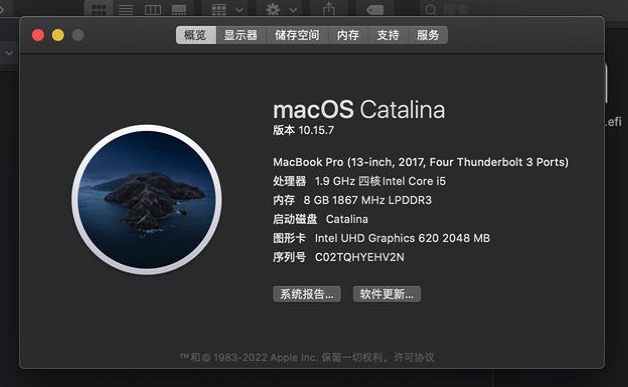 搜索
概览 显示器 储存空间 内存 支持 服务
.efi
macOS Catalina
版本 10.15.7
MacBook Pro (13-inch, 2017, Four Thunderbolt 3 Ports)
处理器 1.9 GHz 四核Intel Core i5
内存 8 GB 1867 MHz LPDDR3
启动磁盘 Catalina
图形卡 Intel UHD Graphics 620 2048 MB
序列号 C02TQHYEHV2N
系统报告... 软件更新...
™和© 1983-2022 Apple Inc. 保留一切权利。许可协议